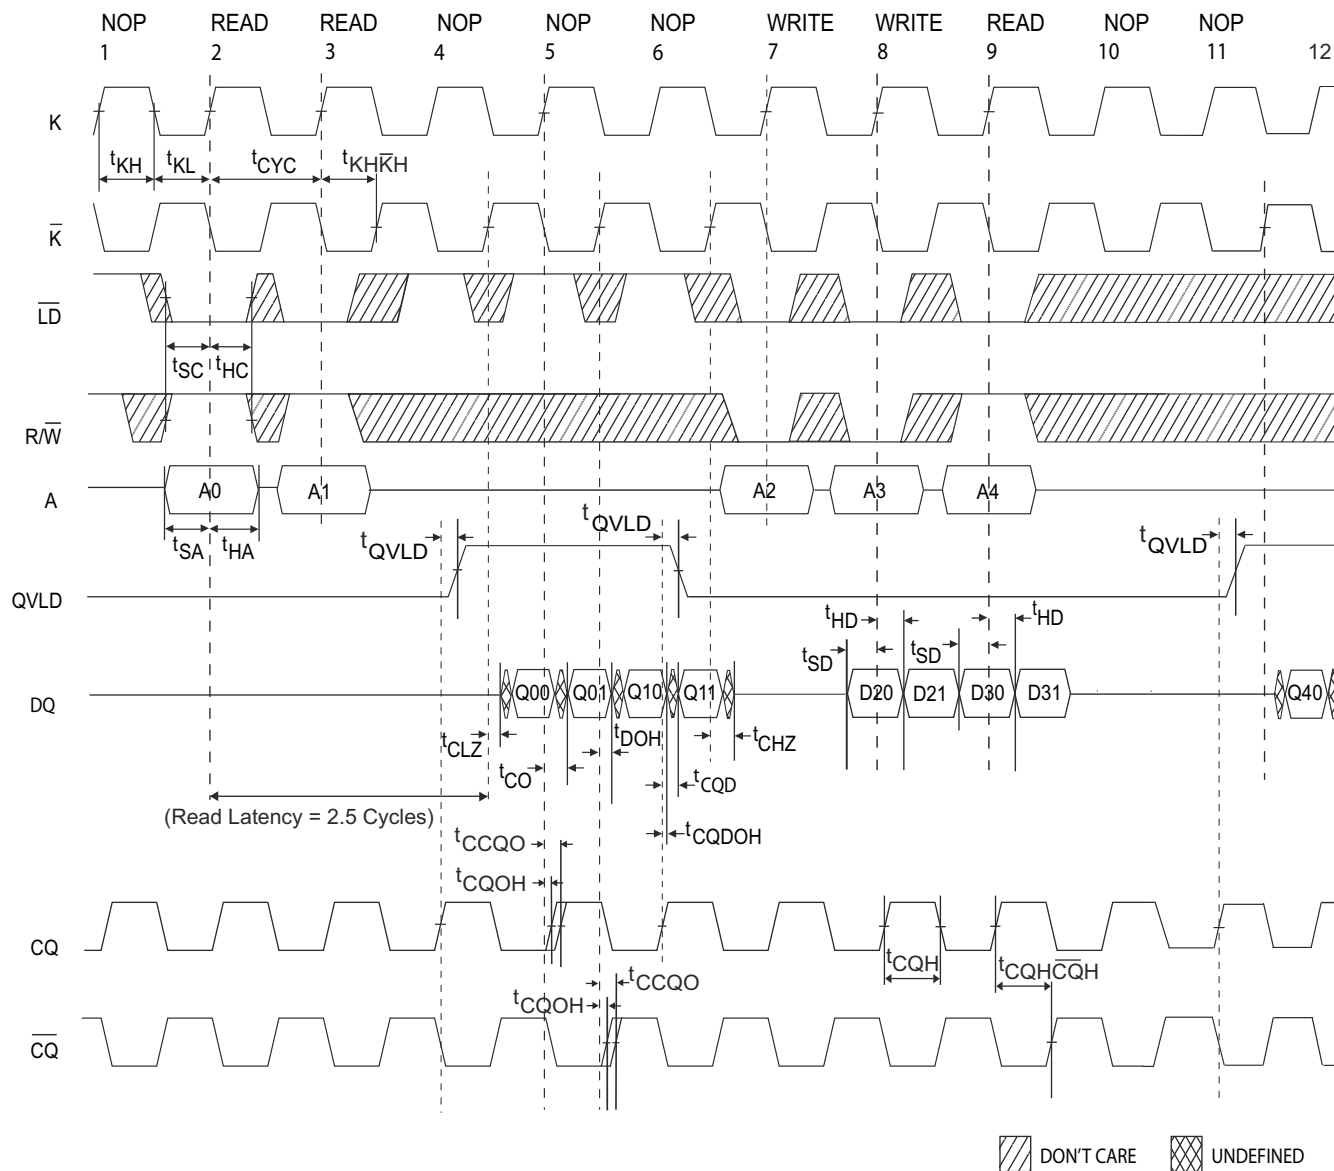 NOP READ READ NOP NOP NOP WRITE WRITE READ NOP NOP
1 2 3 4 5 6 7 8 9 10 11 12
K
tKH tKL tCYC tKHK̅H
K̅
L̅D̅
tSC tHC
R/W̅
A A0 A1 A2 A3 A4
tSA tHA tQVLD tQVLD tQVLD
QVLD
tHD tHD
tSD tSD
DQ Q00 Q01 Q10 Q11 D20 D21 D30 D31 Q40
tCLZ tDOH tCHZ
tCO tCQD
(Read Latency = 2.5 Cycles)
tCQDOH
tCCQO
tCQOH
CQ
tCQH tCQHC̅Q̅H
tCCQO
tCQOH
C̅Q̅
DON'T CARE UNDEFINED